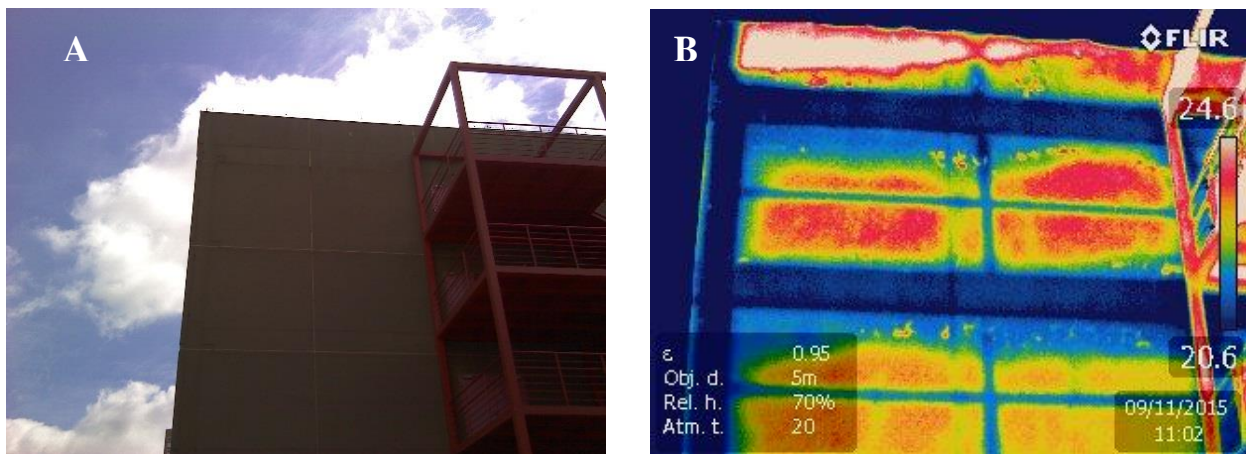 A
B
FLIR
24.6
ε 0.95
Obj. d. 5m
Rel. h. 70%
Atm. t. 20
20.6
09/11/2015
11:02